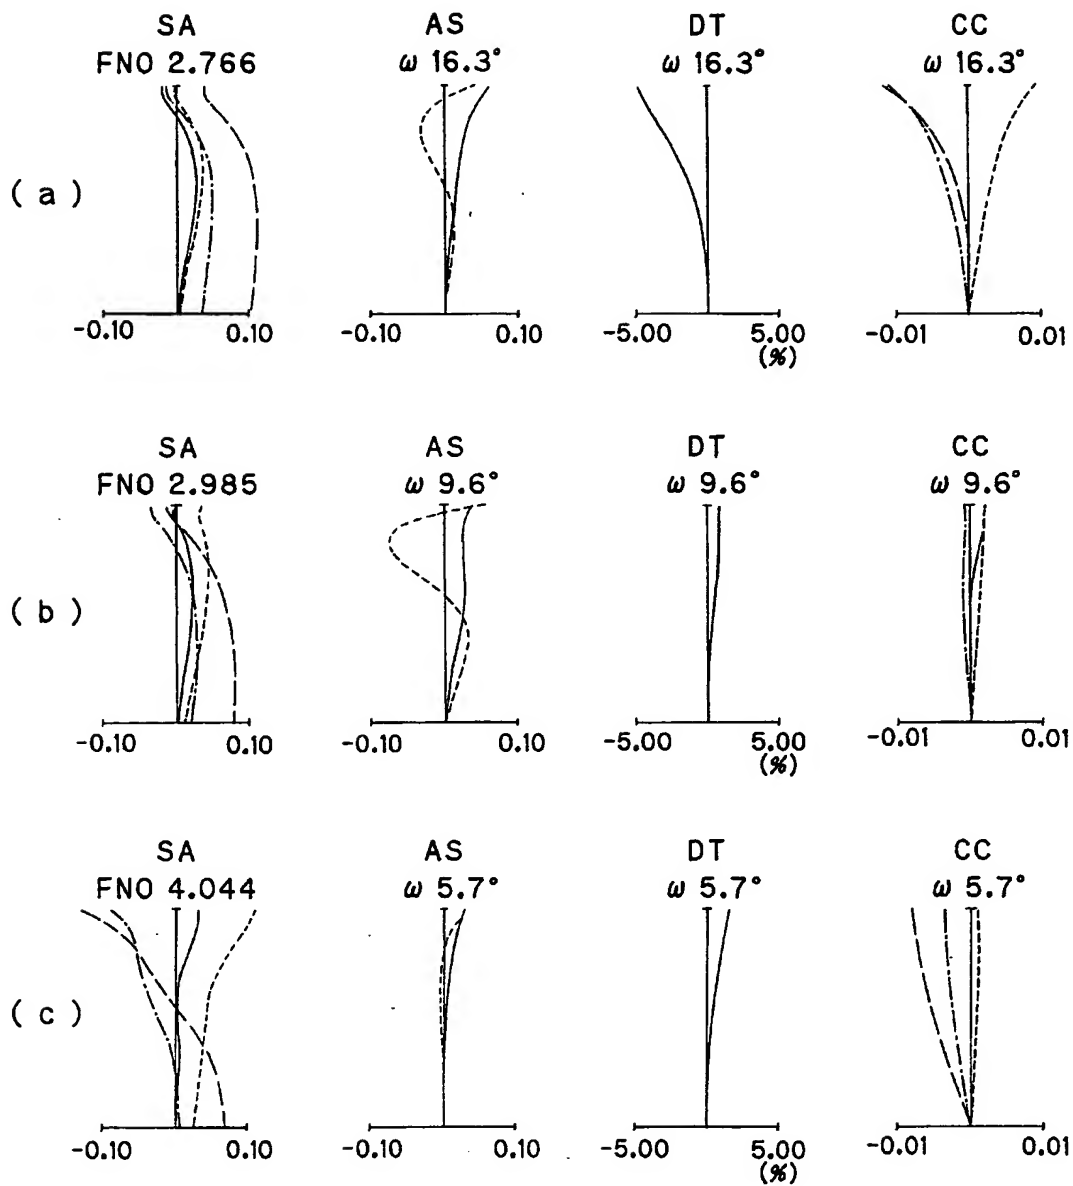 SA AS DT CC
FNO 2.766 ω 16.3° ω 16.3° ω 16.3°
( a )
-0.10 0.10 -0.10 0.10 -5.00 5.00 -0.01 0.01
(%)
SA AS DT CC
FNO 2.985 ω 9.6° ω 9.6° ω 9.6°
( b )
-0.10 0.10 -0.10 0.10 -5.00 5.00 -0.01 0.01
(%)
SA AS DT CC
FNO 4.044 ω 5.7° ω 5.7° ω 5.7°
( c )
-0.10 0.10 -0.10 0.10 -5.00 5.00 -0.01 0.01
(%)